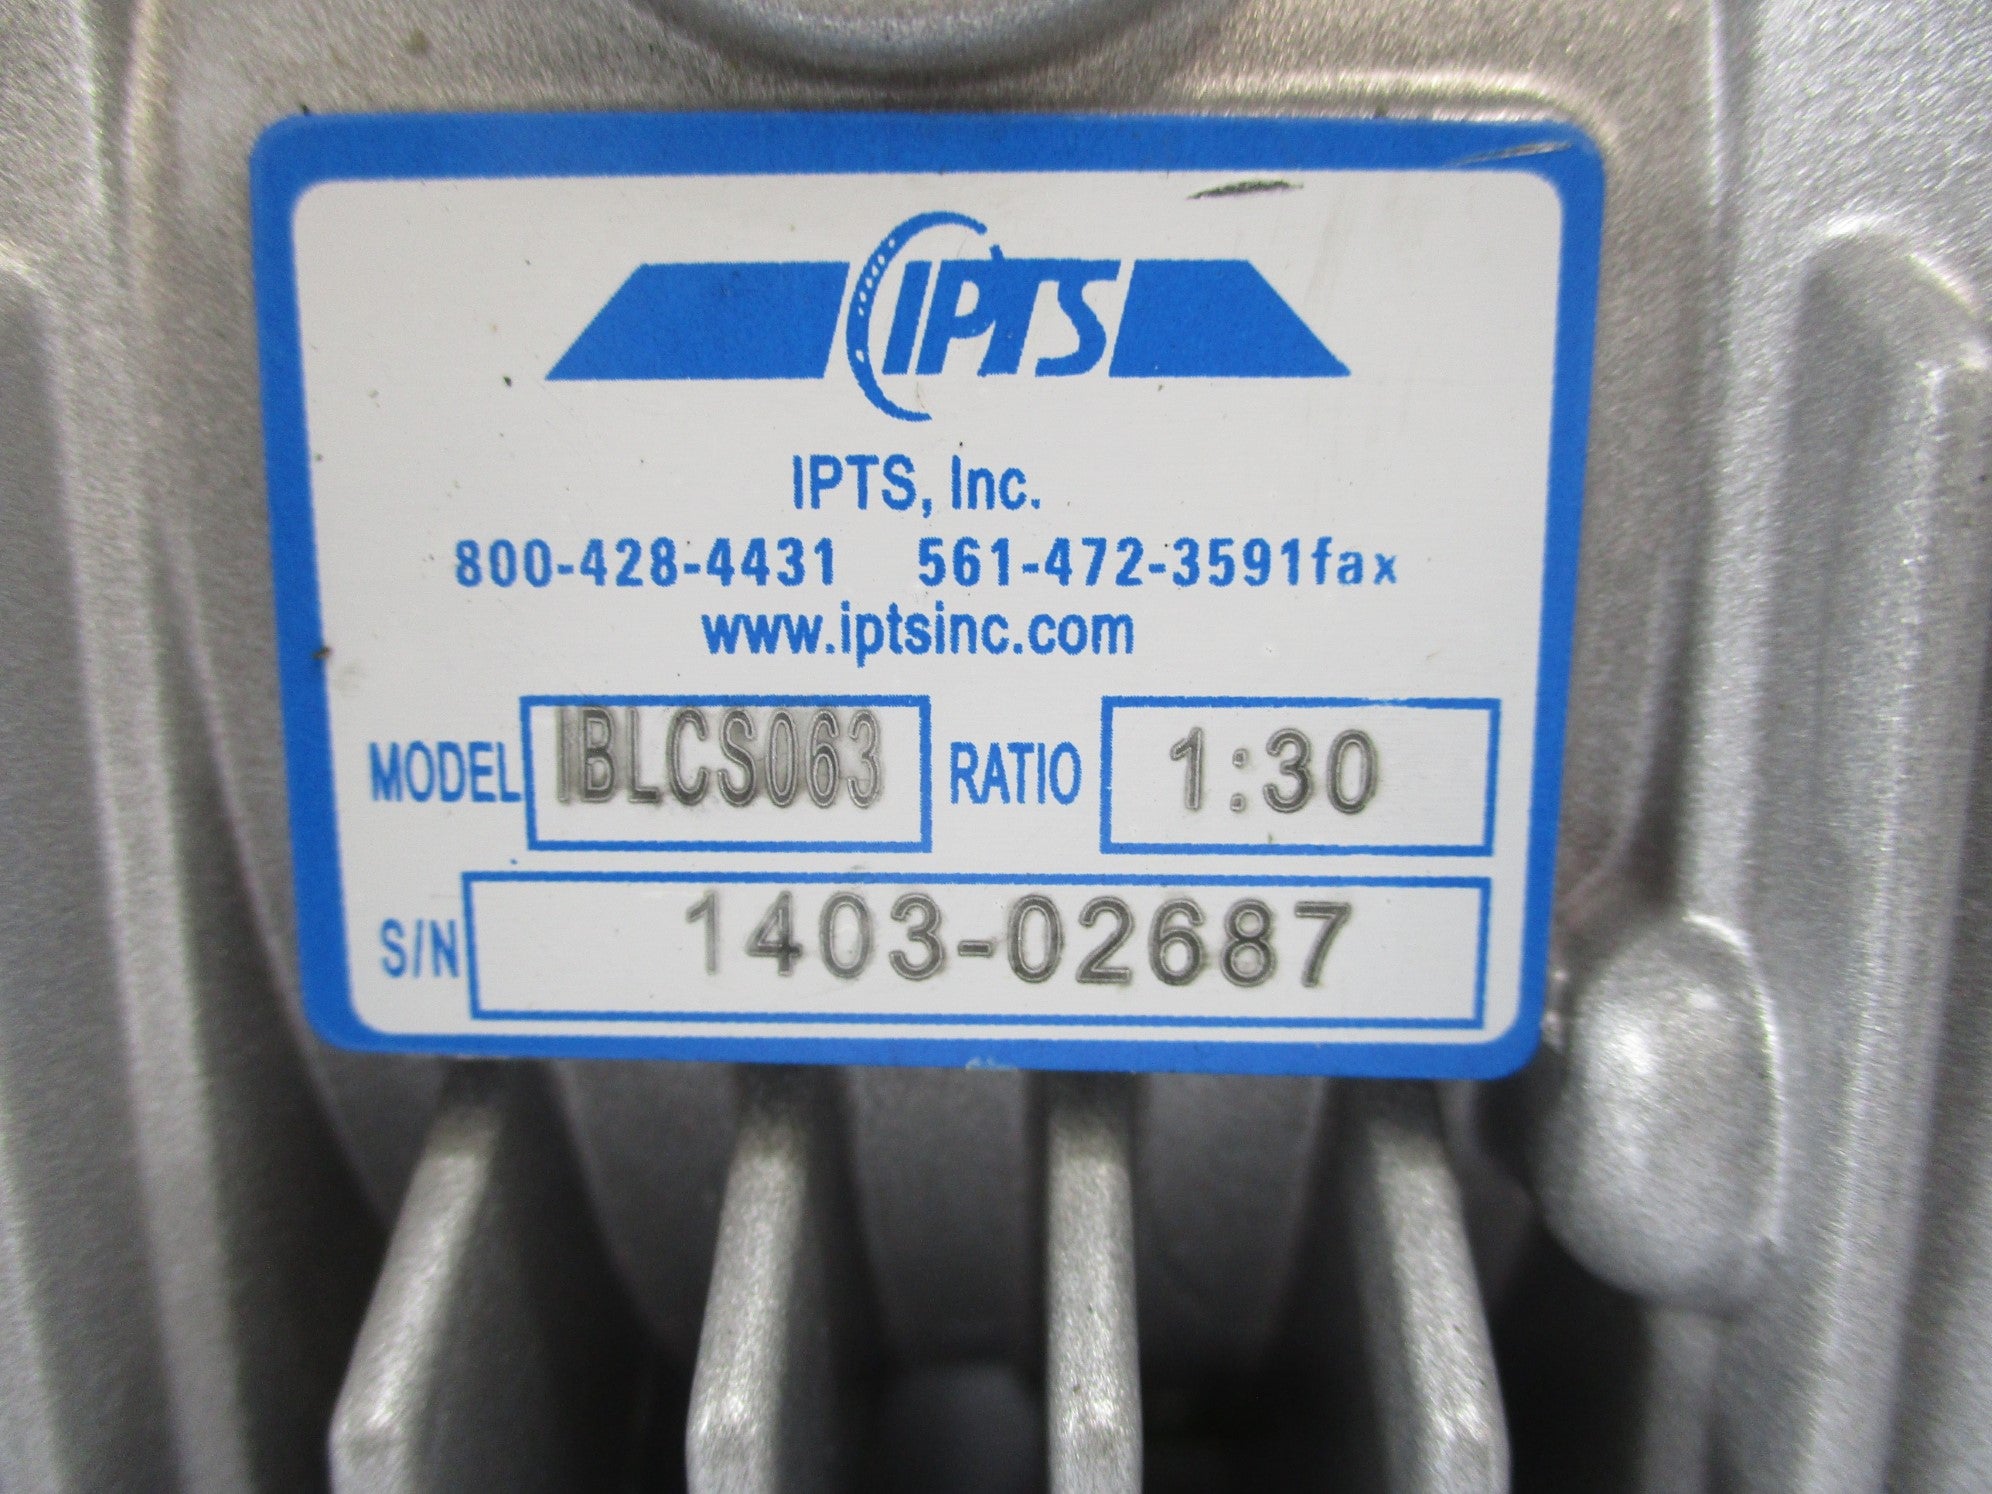 IPTS
IPTS, Inc.
800-428-4431 561-472-3591fax
www.iptsinc.com
MODEL IBLCS063 RATIO 1:30
S/N 1403-02687